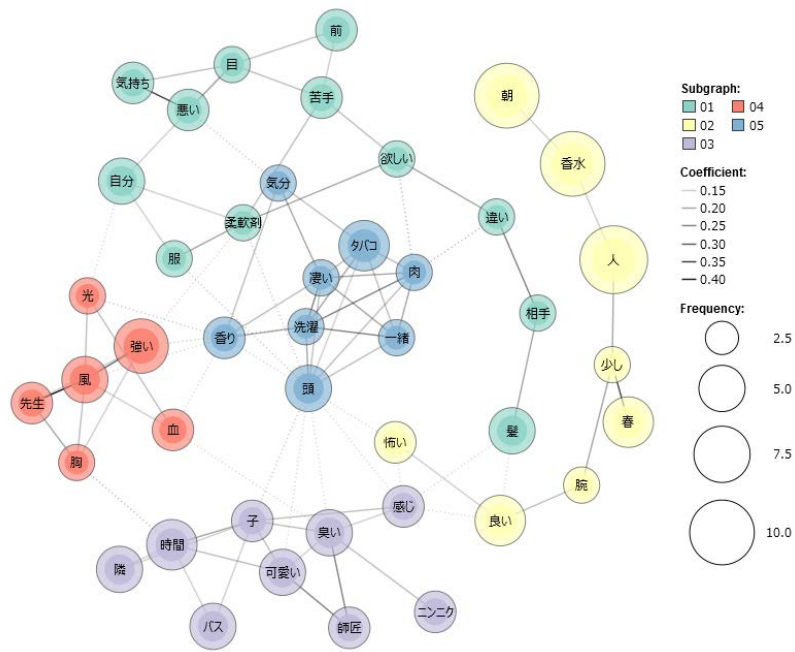 前
目
気持ち
悪い
苦手
朝
香水
欲しい
自分
気分
柔軟剤
違い
服
タバコ
人
凄い
肉
光
相手
洗濯
香り
一緒
強い
風
先生
頭
少し
春
血
髪
怖い
胸
腕
感じ
良い
子
臭い
時間
隣
可愛い
バス
師匠
ニンニク
Subgraph:
01 04
02 05
03
Coefficient:
0.15
0.20
0.25
0.30
0.35
0.40
Frequency:
2.5
5.0
7.5
10.0